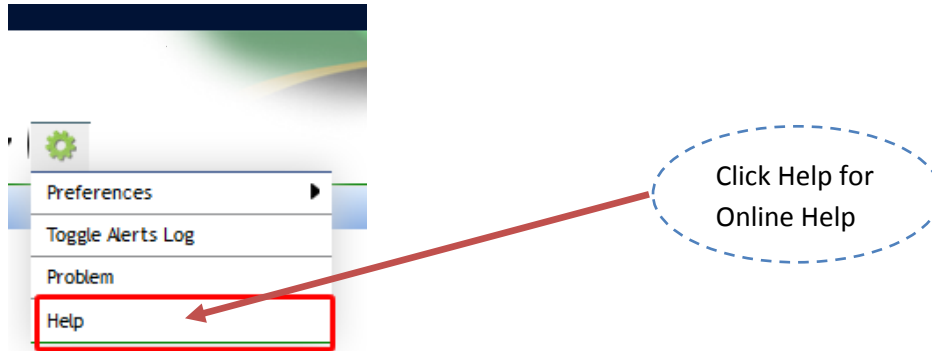 Preferences
Toggle Alerts Log
Problem
Help
Click Help for
Online Help